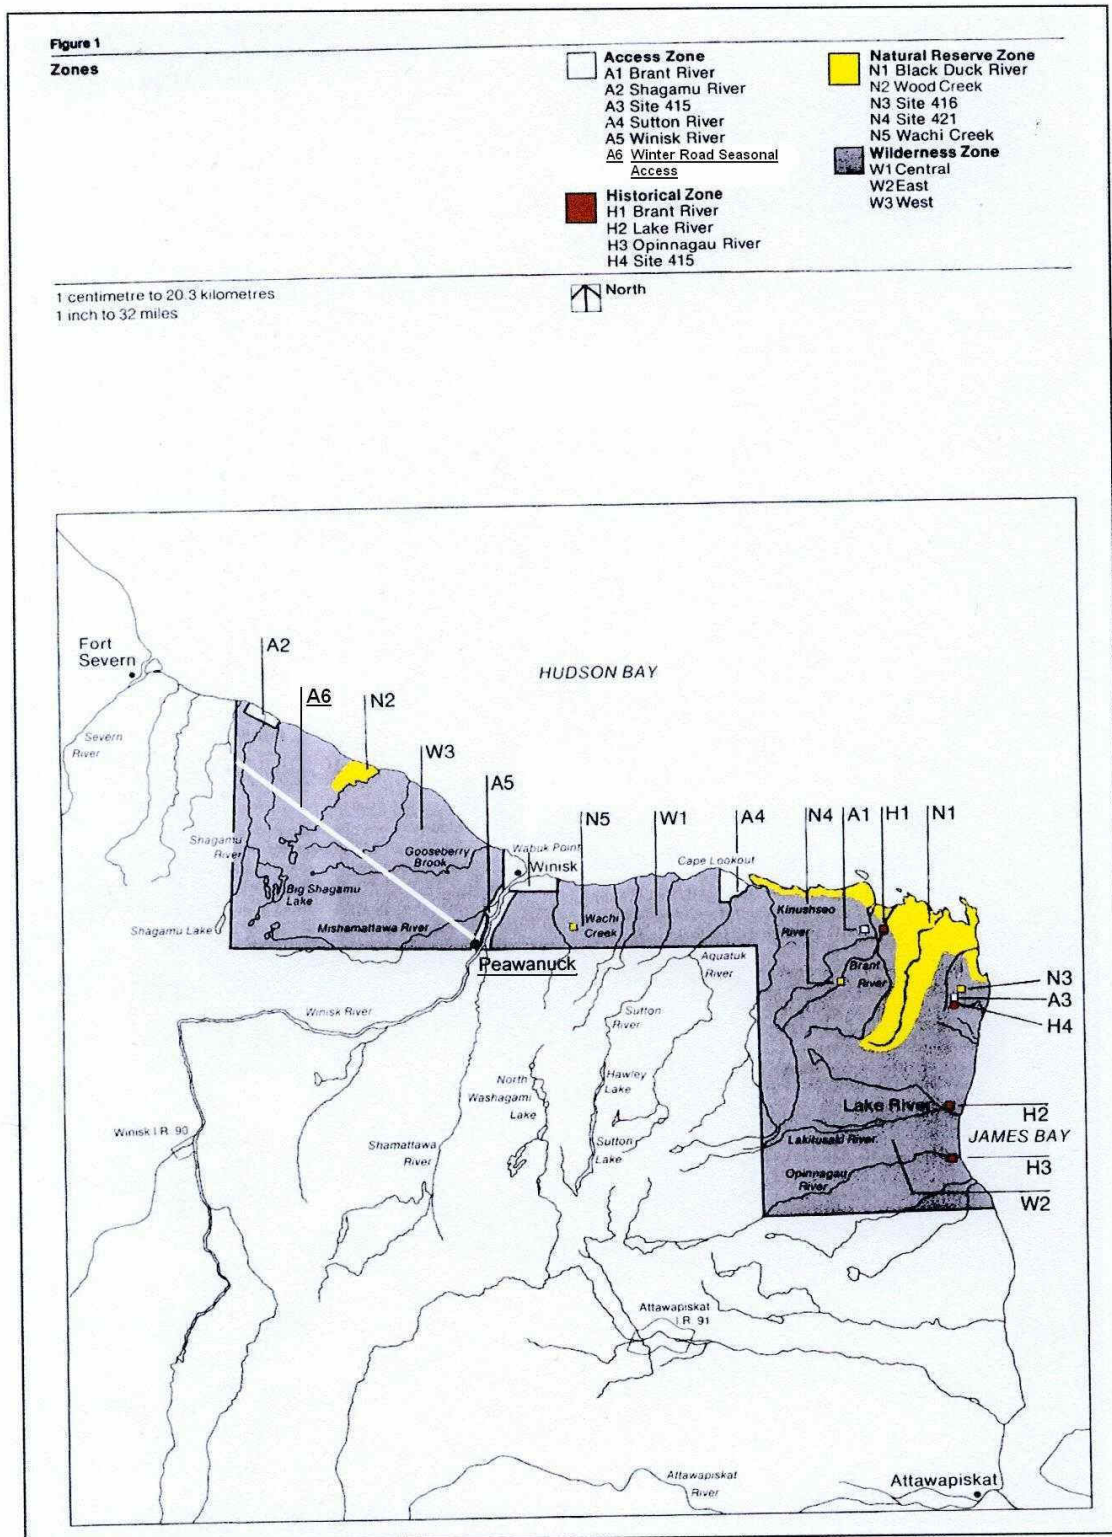 Figure 1
Zones
Access Zone
A1 Brant River
A2 Shagamu River
A3 Site 415
A4 Sutton River
A5 Winisk River
A6 Winter Road Seasonal
Access
Historical Zone
H1 Brant River
H2 Lake River
H3 Opinnagau River
H4 Site 415
Natural Reserve Zone
N1 Black Duck River
N2 Wood Creek
N3 Site 416
N4 Site 421
N5 Wachi Creek
Wilderness Zone
W1 Central
W2 East
W3 West
1 centimetre to 20.3 kilometres
1 inch to 32 miles
North
Fort
Severn
A2
HUDSON BAY
A6
N2
Severn
River
W3
A5
N5
W1
A4
N4
A1
H1
N1
Shagamu
River
Gooseberry
Brook
Wabuk Point
Winisk
Cape Lookout
Big Shagamu
Lake
Kinushseo
River
Shagamu Lake
Mishamattawa River
Wachi
Creek
Peawanuck
Aquatuk
River
Brant
River
N3
A3
H4
Winisk River
Sutton
River
North
Washagami
Lake
Hawley
Lake
Lake River
H2
Winisk I.R. 90
Shamattawa
River
Sutton
Lake
Lakitusaki River
JAMES BAY
H3
Opinnagau
River
W2
Attawapiskat
I.R. 91
Attawapiskat
River
Attawapiskat